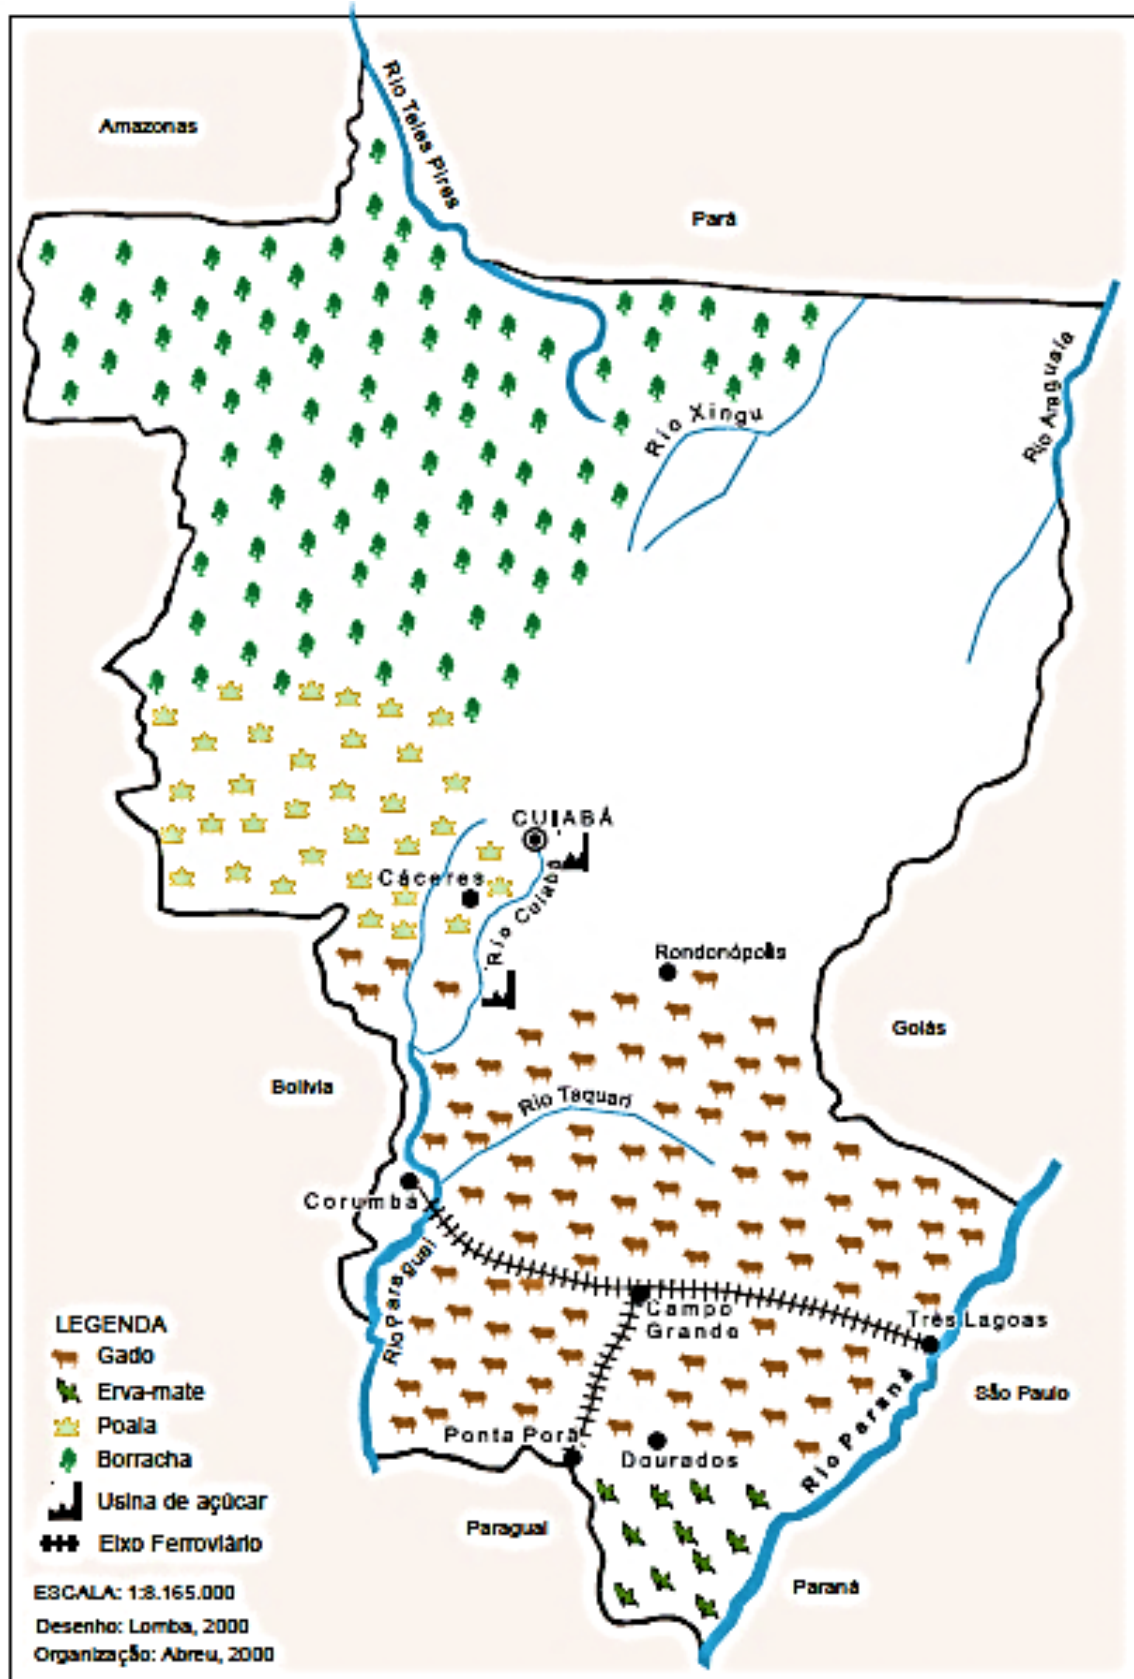 Amazonas
Rio Teles Pires
Pará
Rio Xingu
Rio Araguaia
CUIABÁ
Cáceres
Rio Cuiabá
Rondonópolis
Goiás
Bolívia
Rio Taquari
Corumbá
Rio Paraguai
Campo
Grande
Três Lagoas
São Paulo
Rio Paraná
Ponta Porã
Dourados
Paraguai
Paraná
LEGENDA
Gado
Erva-mate
Poaia
Borracha
Usina de açúcar
Eixo Ferroviário
ESCALA: 1:8.165.000
Desenho: Lomba, 2000
Organização: Abreu, 2000